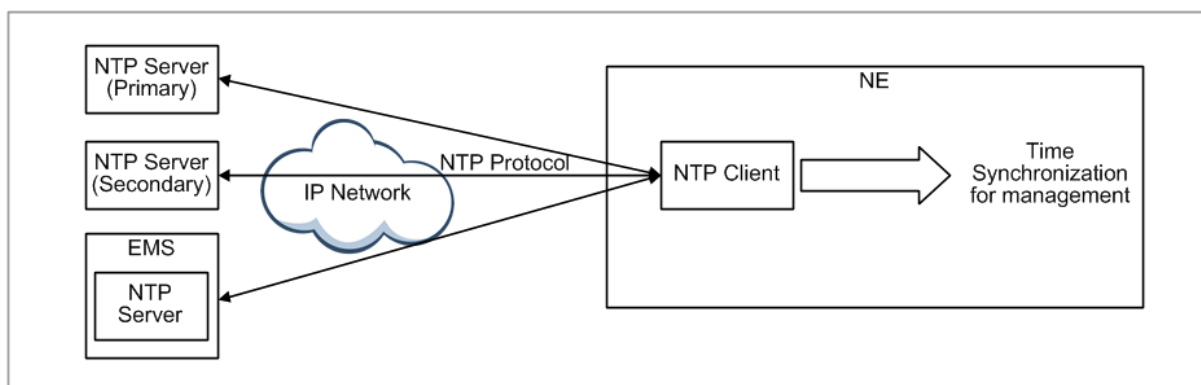 NTP Server
(Primary)
NTP Server
(Secondary)
EMS
NTP
Server
IP Network
NTP Protocol
NE
NTP Client
Time
Synchronization
for management